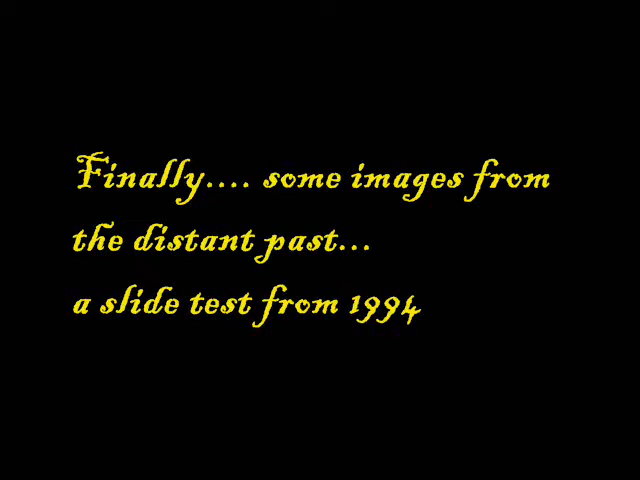 Finally.... some images from
the distant past...
a slide test from 1994